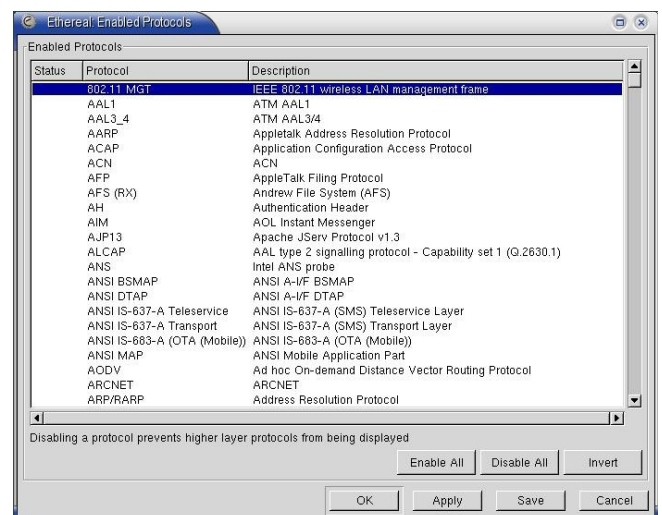 Ethereal: Enabled Protocols
Enabled Protocols
Status Protocol Description
802.11 MGT IEEE 802.11 wireless LAN management frame
AAL1 ATM AAL1
AAL3_4 ATM AAL3/4
AARP Appletalk Address Resolution Protocol
ACAP Application Configuration Access Protocol
ACN ACN
AFP AppleTalk Filing Protocol
AFS (RX) Andrew File System (AFS)
AH Authentication Header
AIM AOL Instant Messenger
AJP13 Apache JServ Protocol v1.3
ALCAP AAL type 2 signalling protocol - Capability set 1 (Q.2630.1)
ANS Intel ANS probe
ANSI BSMAP ANSI A-I/F BSMAP
ANSI DTAP ANSI A-I/F DTAP
ANSI IS-637-A Teleservice ANSI IS-637-A (SMS) Teleservice Layer
ANSI IS-637-A Transport ANSI IS-637-A (SMS) Transport Layer
ANSI IS-683-A (OTA (Mobile)) ANSI IS-683-A (OTA (Mobile))
ANSI MAP ANSI Mobile Application Part
AODV Ad hoc On-demand Distance Vector Routing Protocol
ARCNET ARCNET
ARP/RARP Address Resolution Protocol
Disabling a protocol prevents higher layer protocols from being displayed
Enable All Disable All Invert
OK Apply Save Cancel